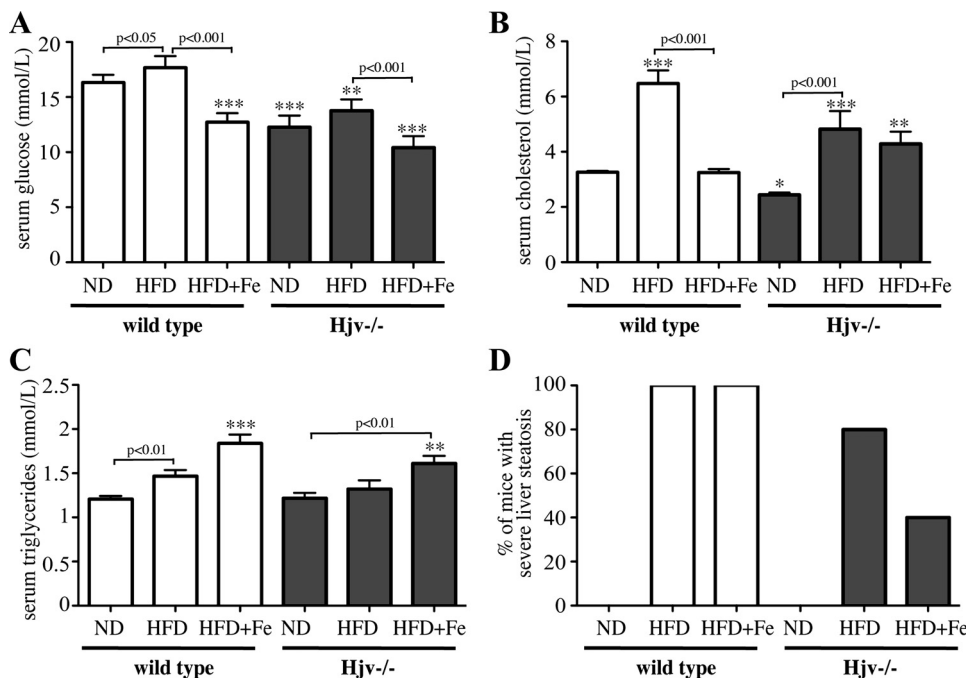 A
serum glucose (mmol/L)
20
15
10
5
0
p<0.05
p<0.001
***
***
**
p<0.001
***
ND HFD HFD+Fe ND HFD HFD+Fe
wild type Hjv-/-
B
serum cholesterol (mmol/L)
8
6
4
2
0
p<0.001
***
p<0.001
*
***
**
ND HFD HFD+Fe ND HFD HFD+Fe
wild type Hjv-/-
C
serum triglycerides (mmol/L)
2.5
2
1.5
1
0.5
0
p<0.01
***
p<0.01
**
ND HFD HFD+Fe ND HFD HFD+Fe
wild type Hjv-/-
D
% of mice with
severe liver steatosis
100
80
60
40
20
0
ND HFD HFD+Fe ND HFD HFD+Fe
wild type Hjv-/-